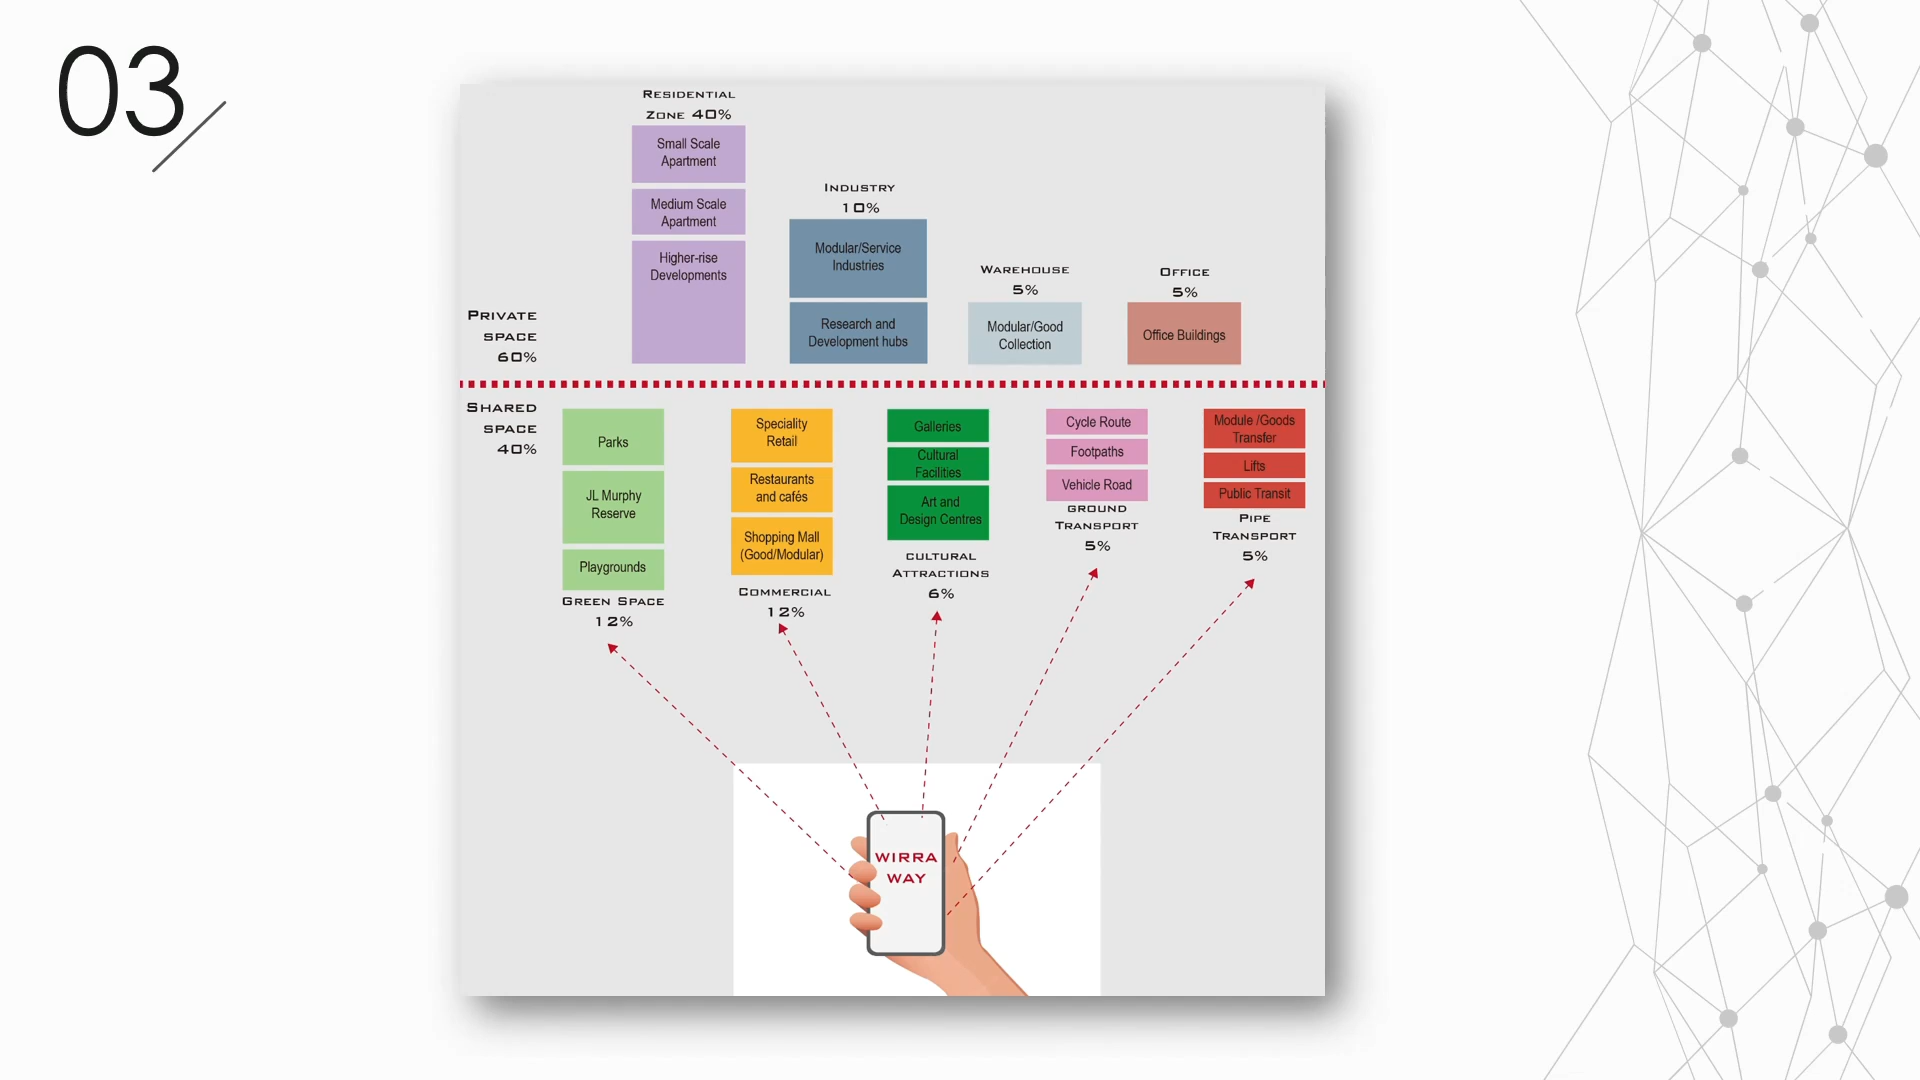 03
RESIDENTIAL
ZONE 40%
Small Scale
Apartment
Medium Scale
Apartment
Higher-rise
Developments
INDUSTRY
10%
Modular/Service
Industries
Research and
Development hubs
WAREHOUSE
5%
Modular/Good
Collection
OFFICE
5%
Office Buildings
PRIVATE
SPACE
60%
SHARED
SPACE
40%
Parks
JL Murphy
Reserve
Playgrounds
GREEN SPACE
12%
Speciality
Retail
Restaurants
and cafés
Shopping Mall
(Good/Modular)
COMMERCIAL
12%
Galleries
Cultural
Facilities
Art and
Design Centres
CULTURAL
ATTRACTIONS
6%
Cycle Route
Footpaths
Vehicle Road
GROUND
TRANSPORT
5%
Module /Goods
Transfer
Lifts
Public Transit
PIPE
TRANSPORT
5%
WIRRA
WAY